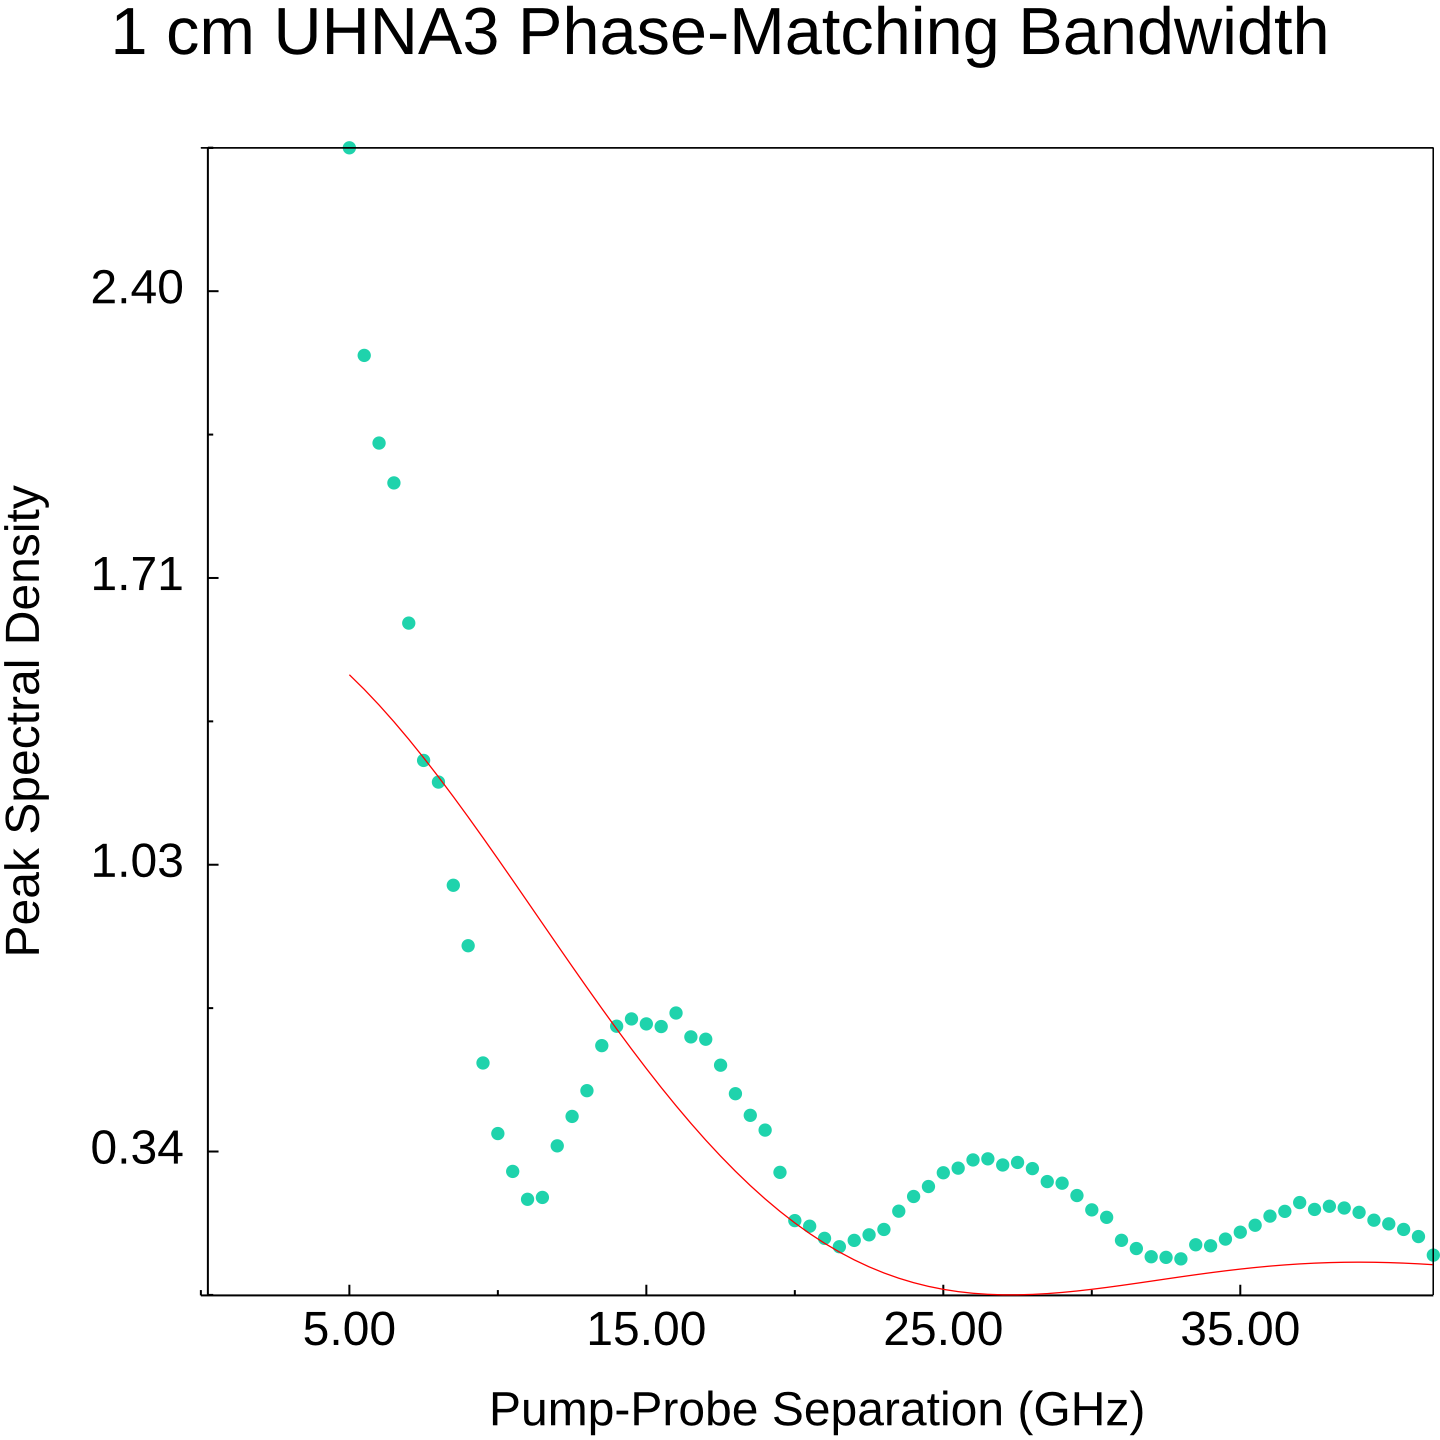 1 cm UHNA3 Phase-Matching Bandwidth
Peak Spectral Density
2.40
1.71
1.03
0.34
5.00 15.00 25.00 35.00
Pump-Probe Separation (GHz)